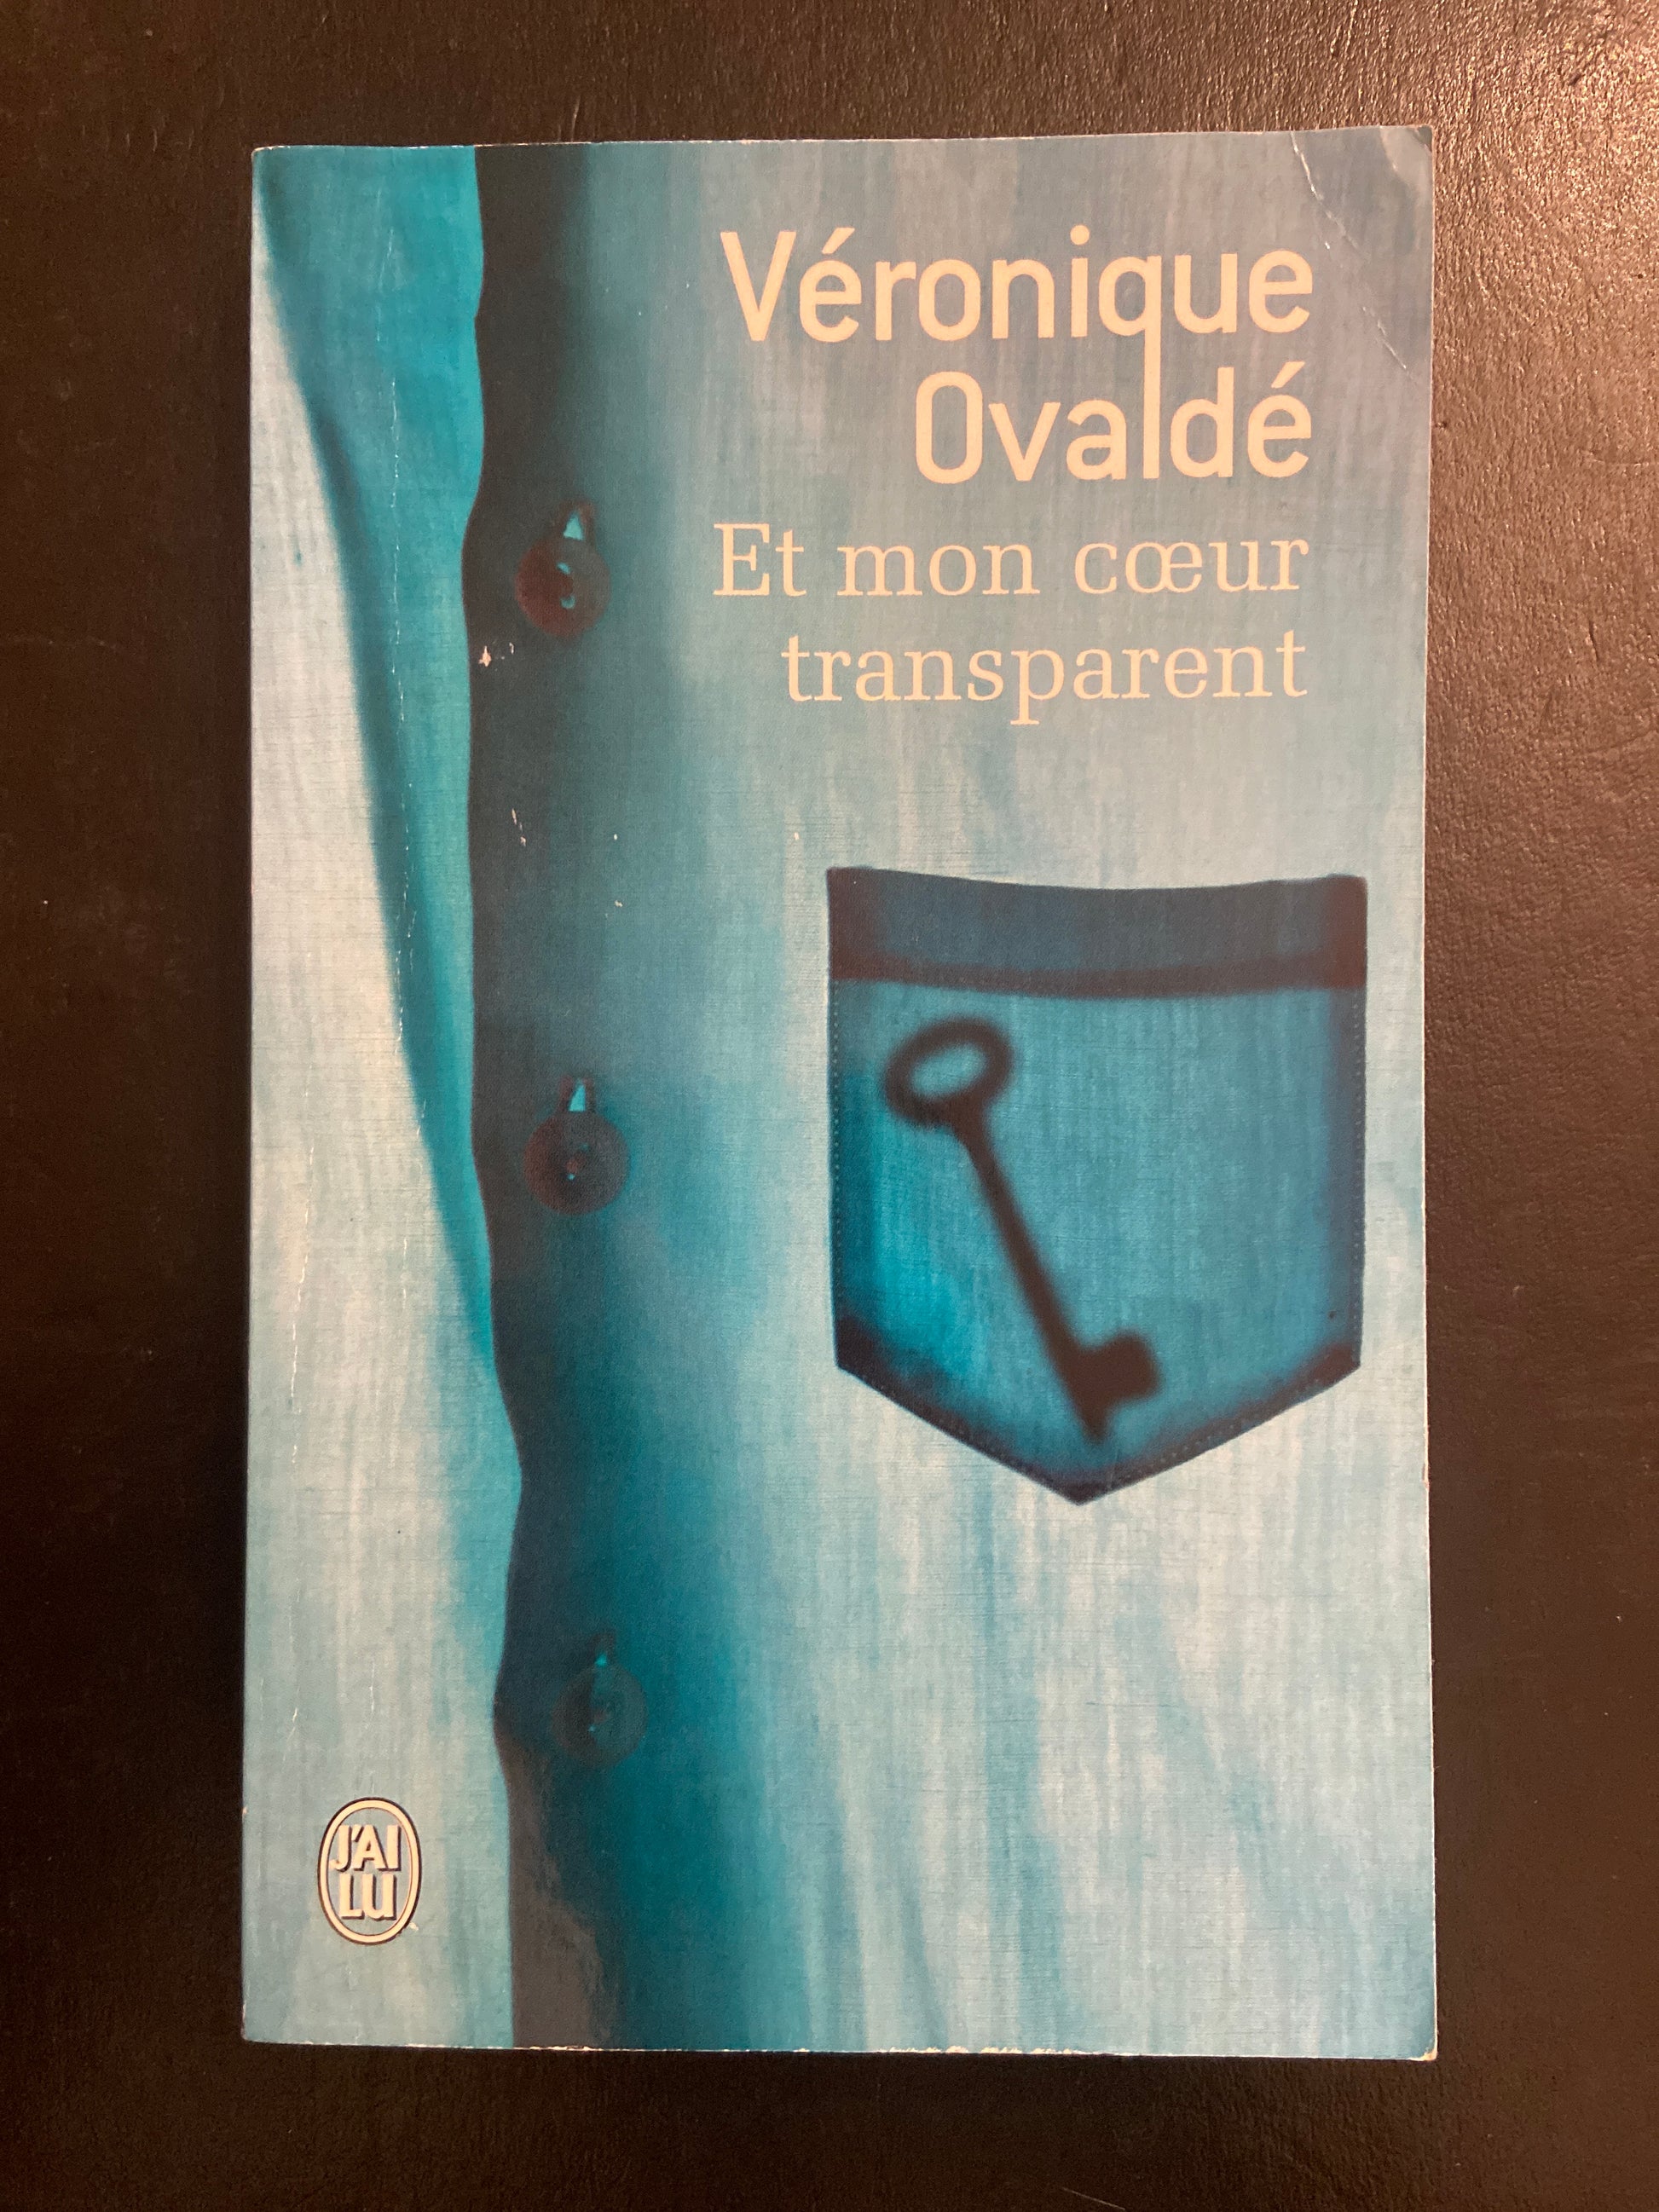 Véronique
Ovaldé
Et mon cœur
transparent
J'AI
LU